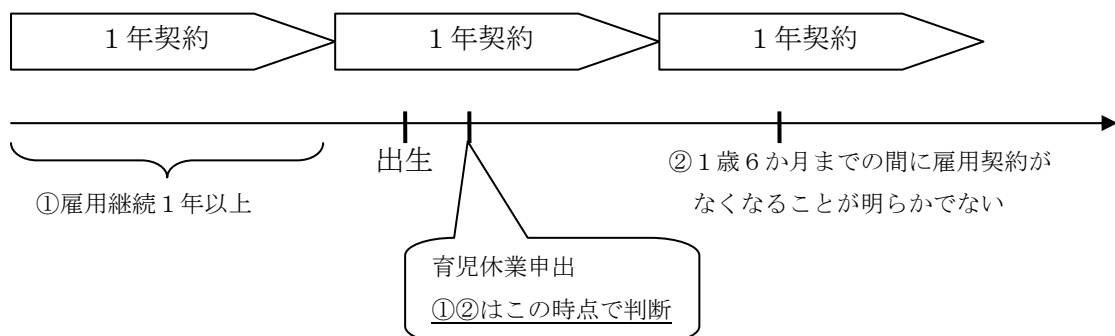 １年契約
１年契約
１年契約
出生
①雇用継続１年以上
②１歳６か月までの間に雇用契約が
なくなることが明らかでない
育児休業申出
①②はこの時点で判断